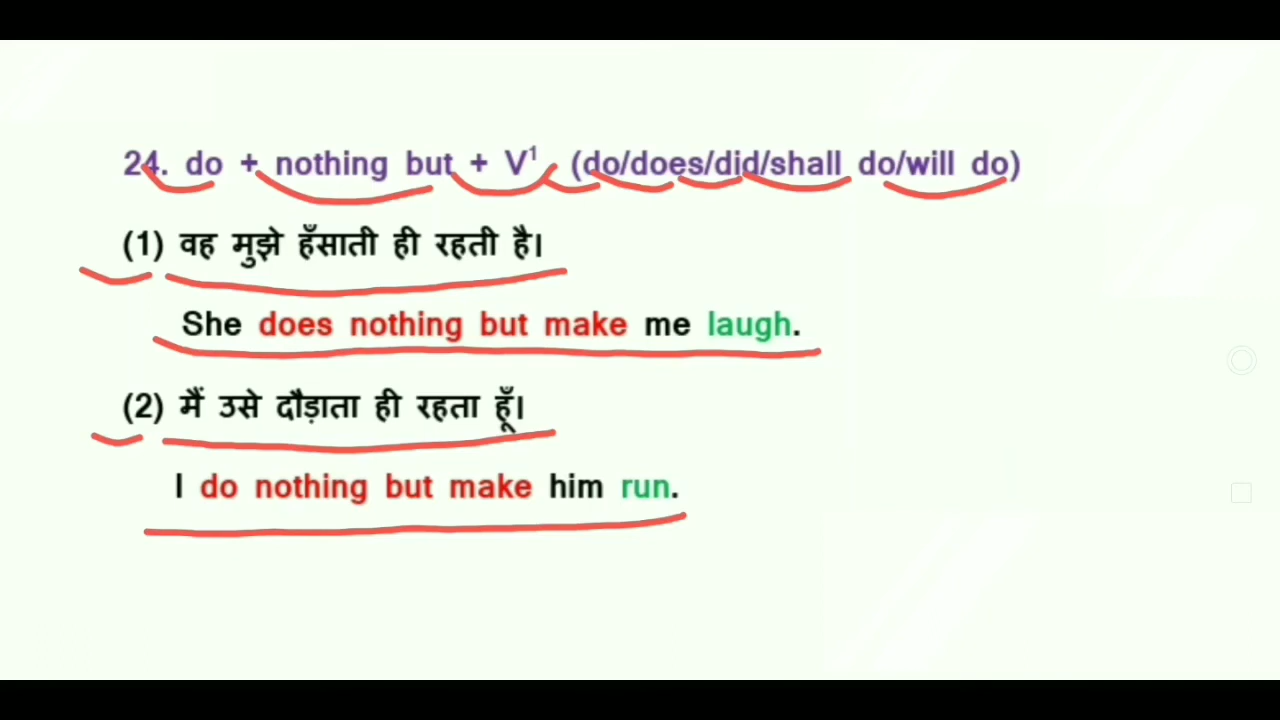 24. do + nothing but + V¹ (do/does/did/shall do/will do)
(1) वह मुझे हँसाती ही रहती है।
She does nothing but make me laugh.
(2) मैं उसे दौड़ाता ही रहता हूँ।
I do nothing but make him run.